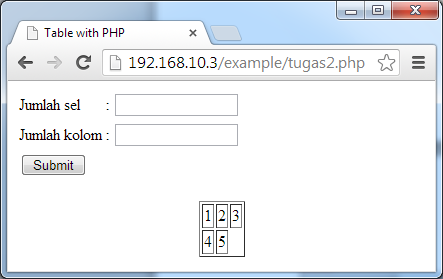 Table with PHP
192.168.10.3/example/tugas2.php
Jumlah sel :
Jumlah kolom :
Submit
1 2 3
4 5